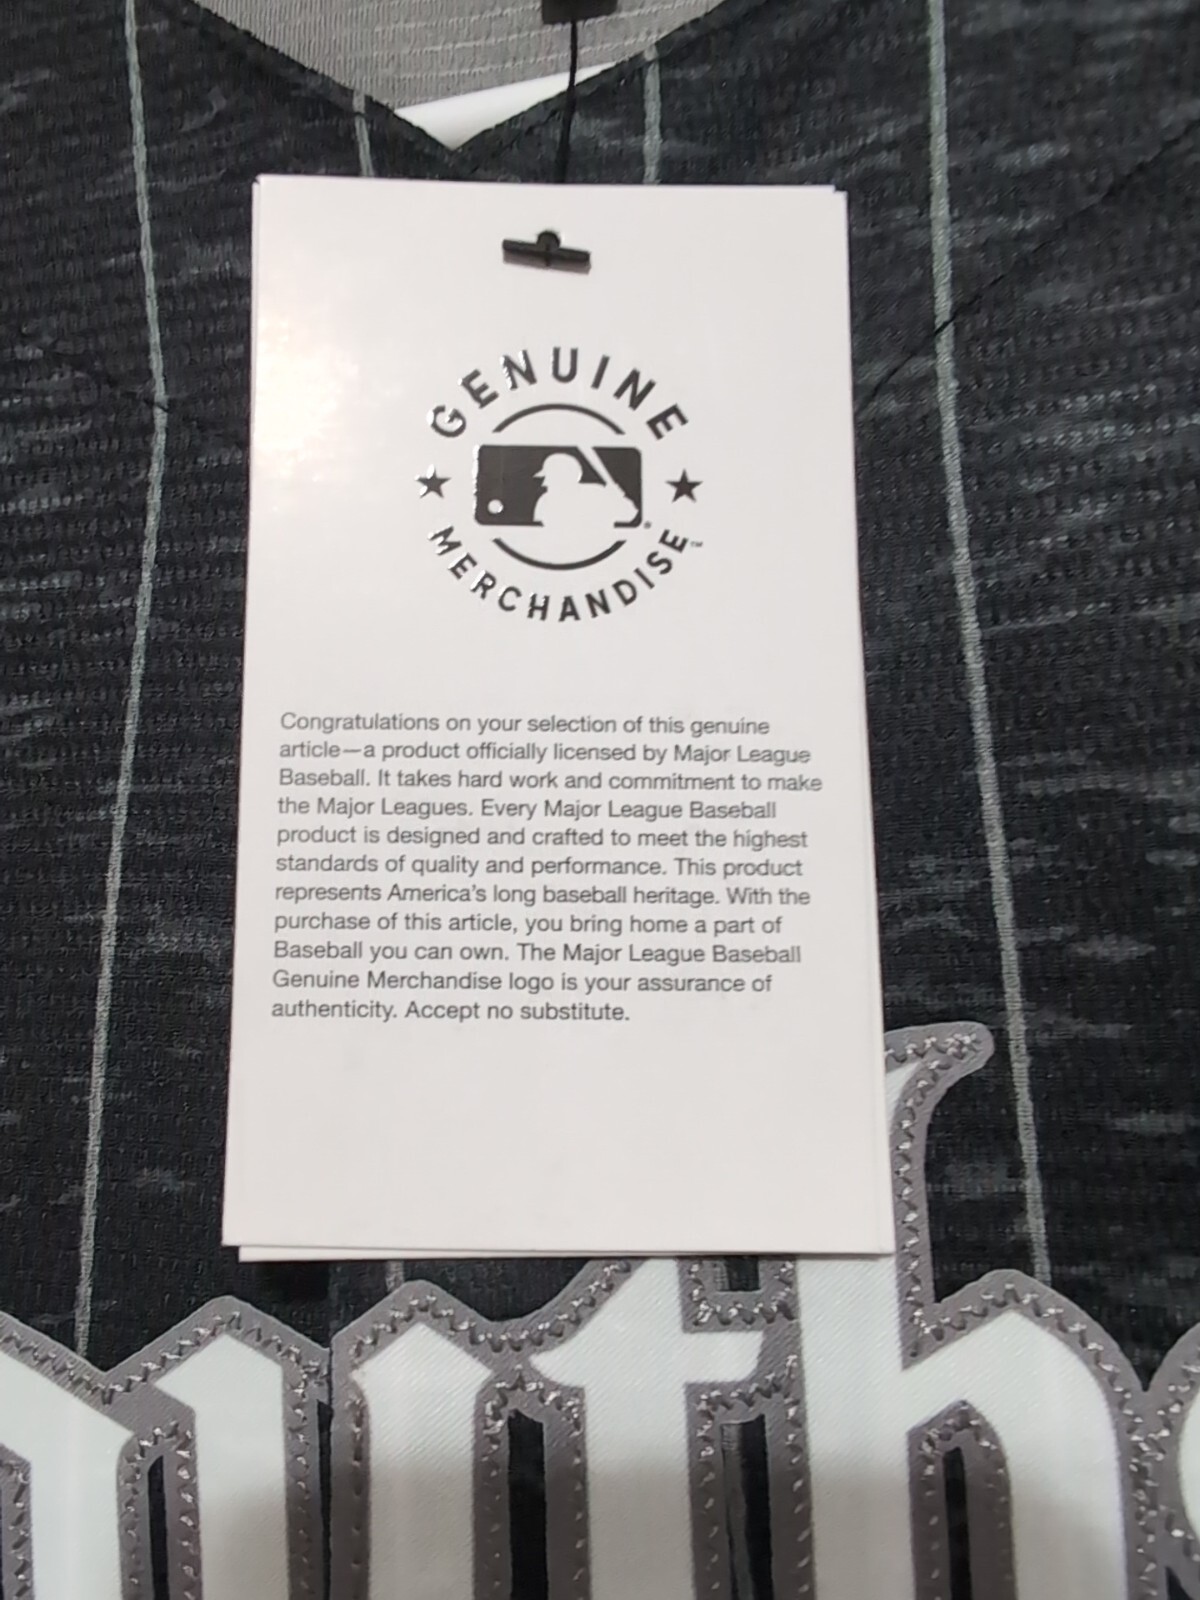 GENUINE
MERCHANDISE™
Congratulations on your selection of this genuine
article—a product officially licensed by Major League
Baseball. It takes hard work and commitment to make
the Major Leagues. Every Major League Baseball
product is designed and crafted to meet the highest
standards of quality and performance. This product
represents America's long baseball heritage. With the
purchase of this article, you bring home a part of
Baseball you can own. The Major League Baseball
Genuine Merchandise logo is your assurance of
authenticity. Accept no substitute.
uths